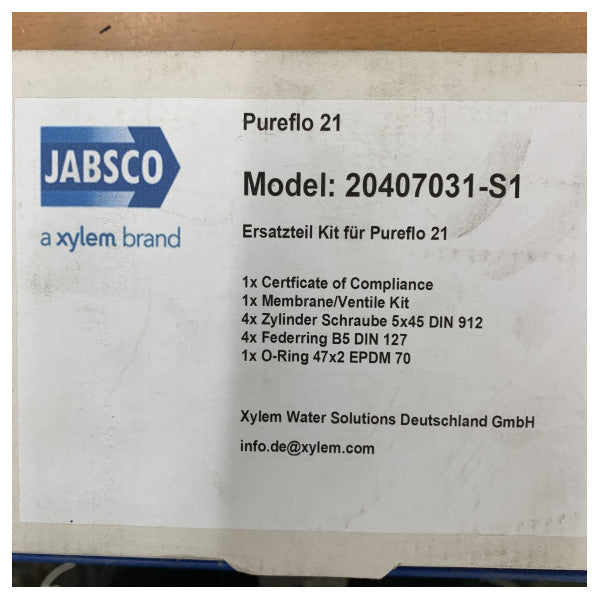 JABSCO
a xylem brand
Pureflo 21
Model: 20407031-S1
Ersatzteil Kit für Pureflo 21
1x Certficate of Compliance
1x Membrane/Ventile Kit
4x Zylinder Schraube 5x45 DIN 912
4x Federring B5 DIN 127
1x O-Ring 47x2 EPDM 70
Xylem Water Solutions Deutschland GmbH
info.de@xylem.com